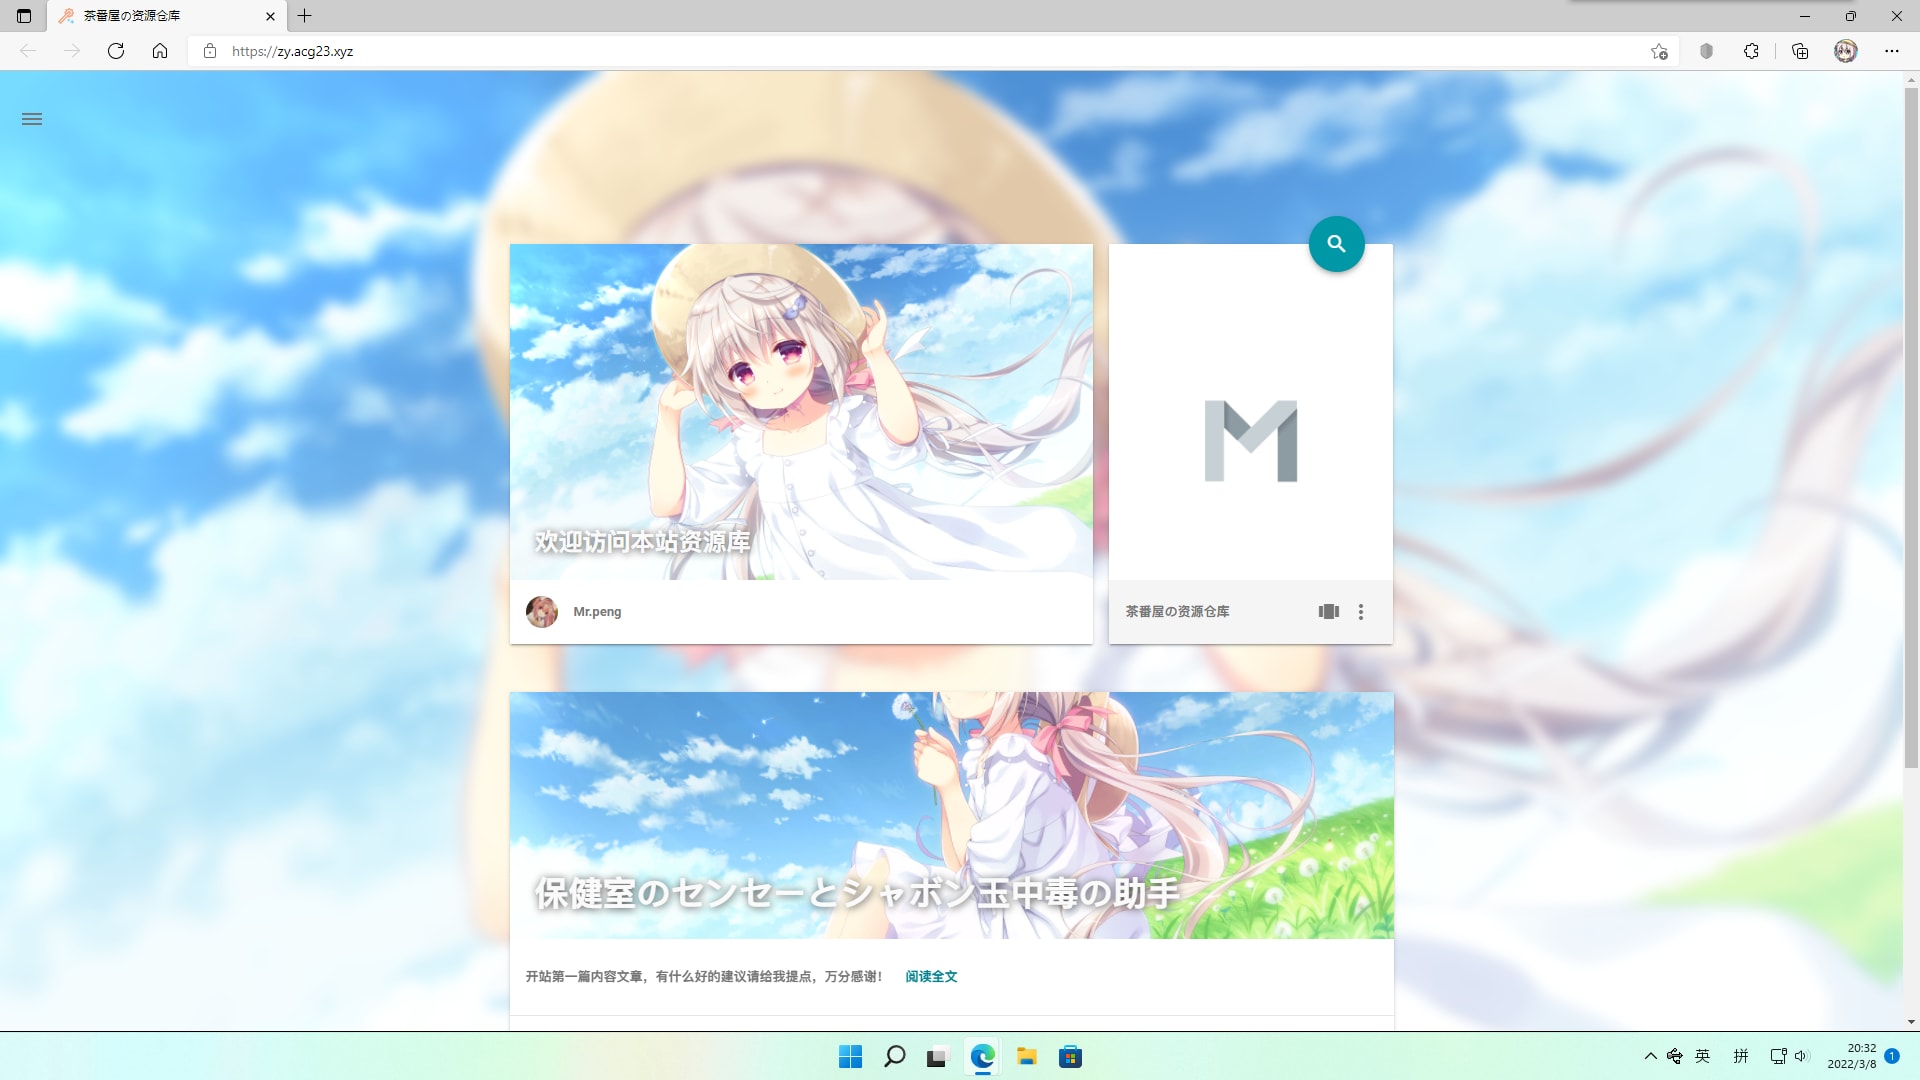 茶番屋の资源仓库
https://zy.acg23.xyz
欢迎访问本站资源库
Mr.peng
M
茶番屋の资源仓库
保健室のセンセーとシャボン玉中毒の助手
开站第一篇内容文章，有什么好的建议请给我提点，万分感谢！ 阅读全文
英 拼 20:32
2022/3/8
1